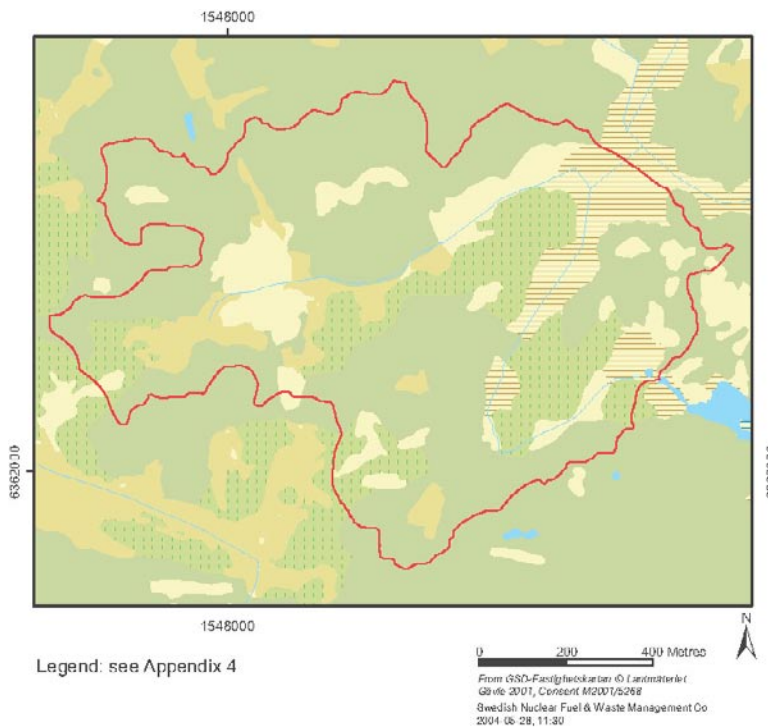 1548000
6362000
1548000
N
Legend: see Appendix 4
0 200 400 Metres
From GSD-Fastighetskartan © Lantmäteriet
Gävle 2001, Consent M2001/5268
Swedish Nuclear Fuel & Waste Management Co
2004-05-28, 11:30